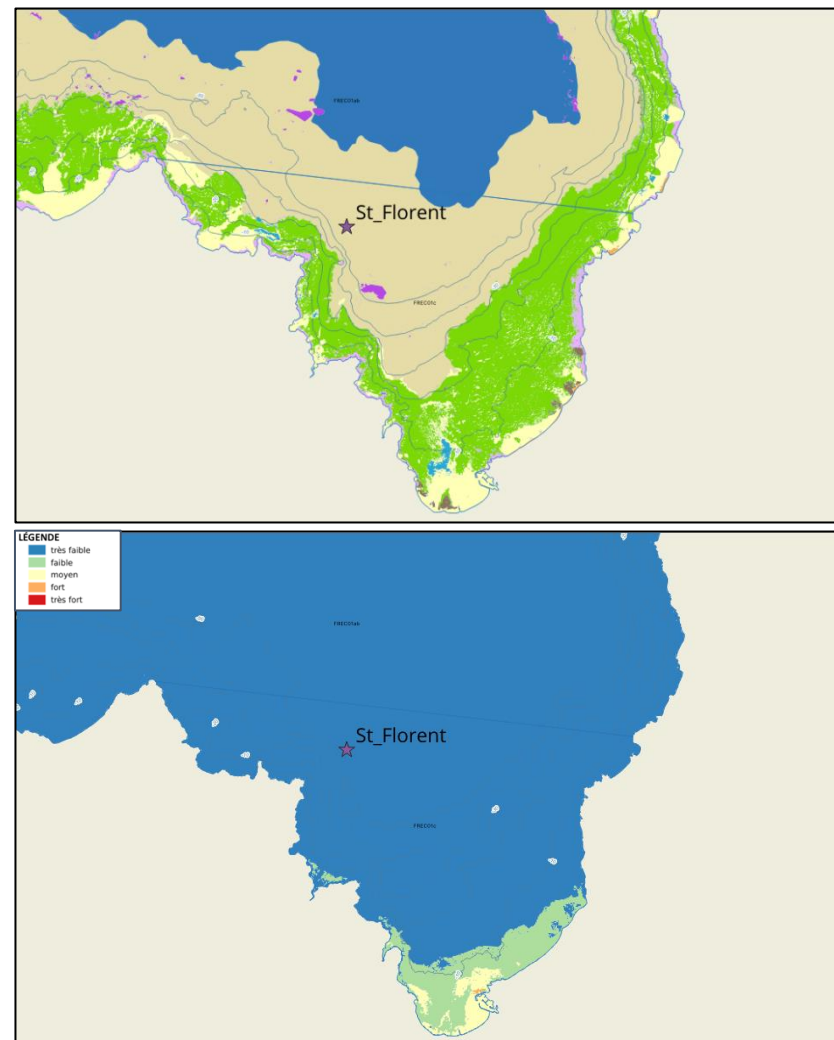 FREC01ab
St_Florent
FREC01c
LÉGENDE
très faible
faible
moyen
fort
très fort
FREC01ab
St_Florent
FREC01c